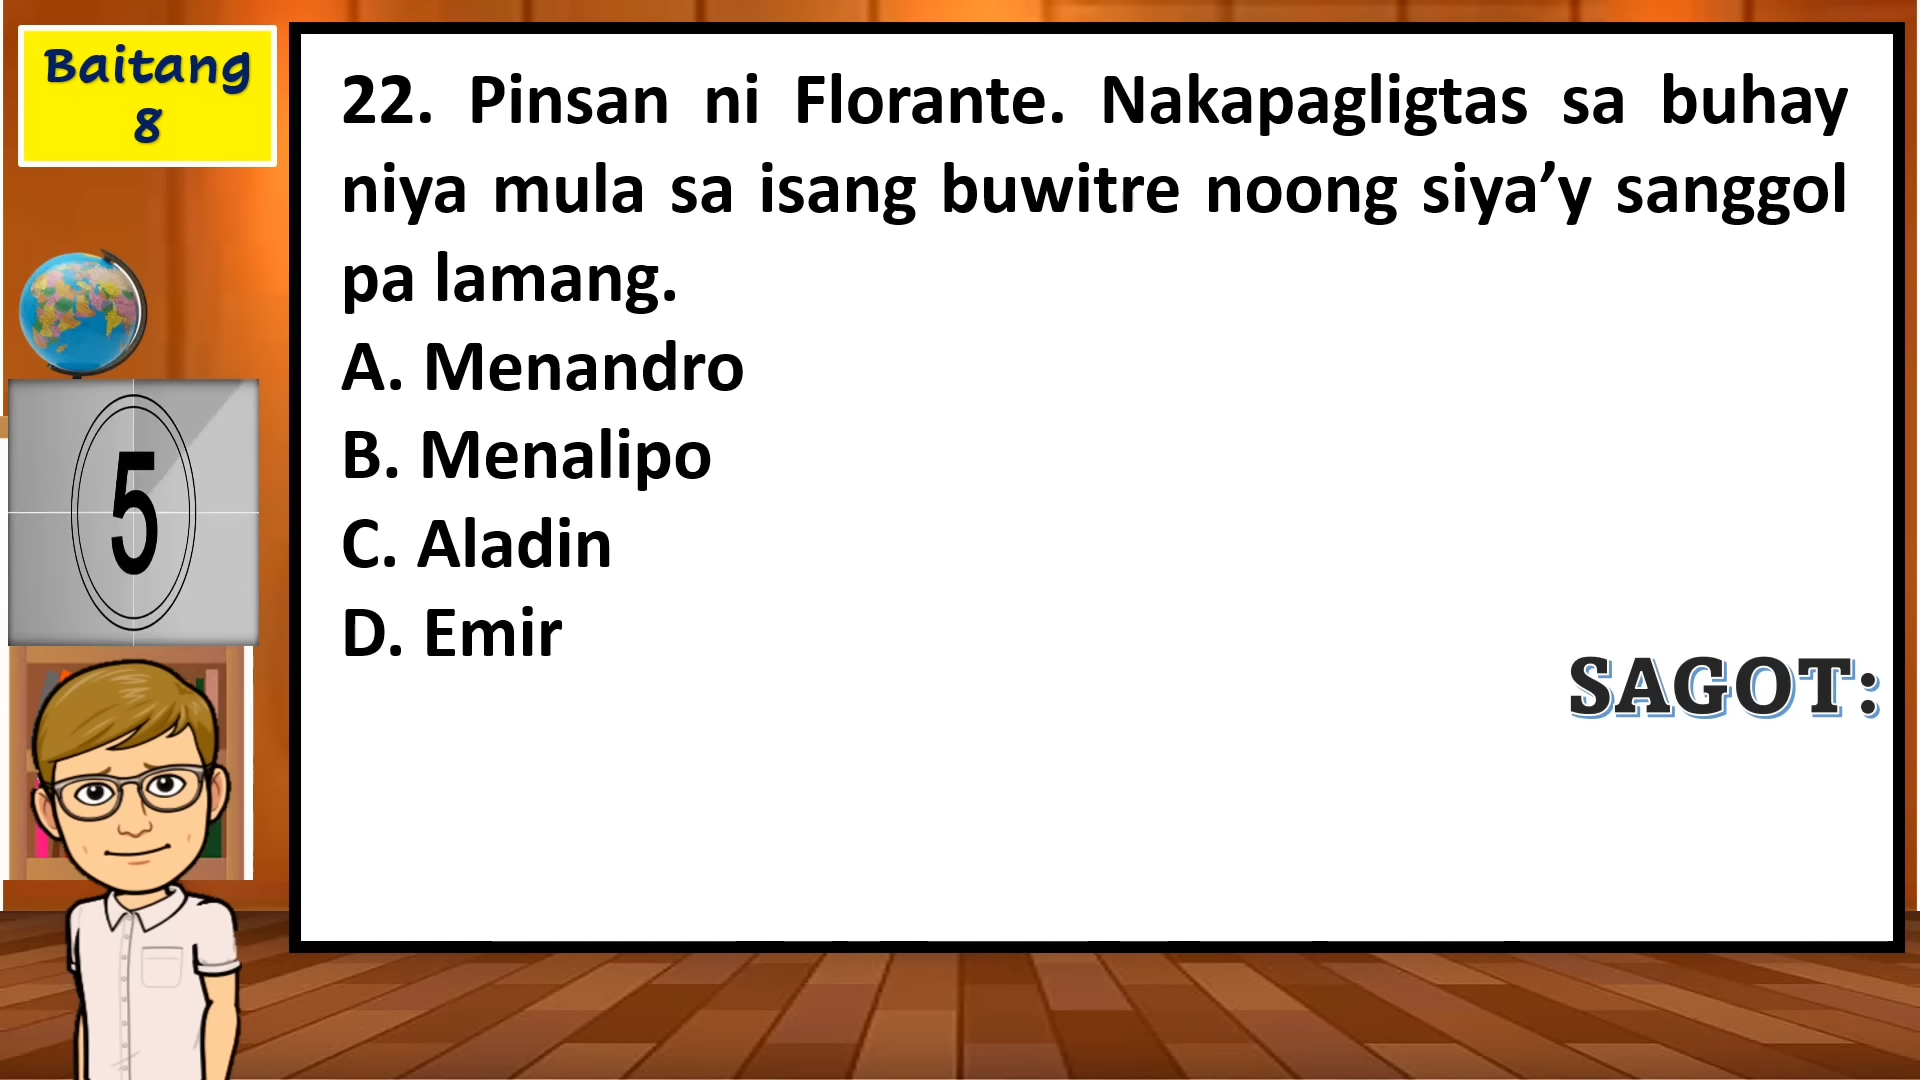 Baitang
8
22. Pinsan ni Florante. Nakapagligtas sa buhay
niya mula sa isang buwitre noong siya’y sanggol
pa lamang.
A. Menandro
B. Menalipo
C. Aladin
D. Emir
5
SAGOT: